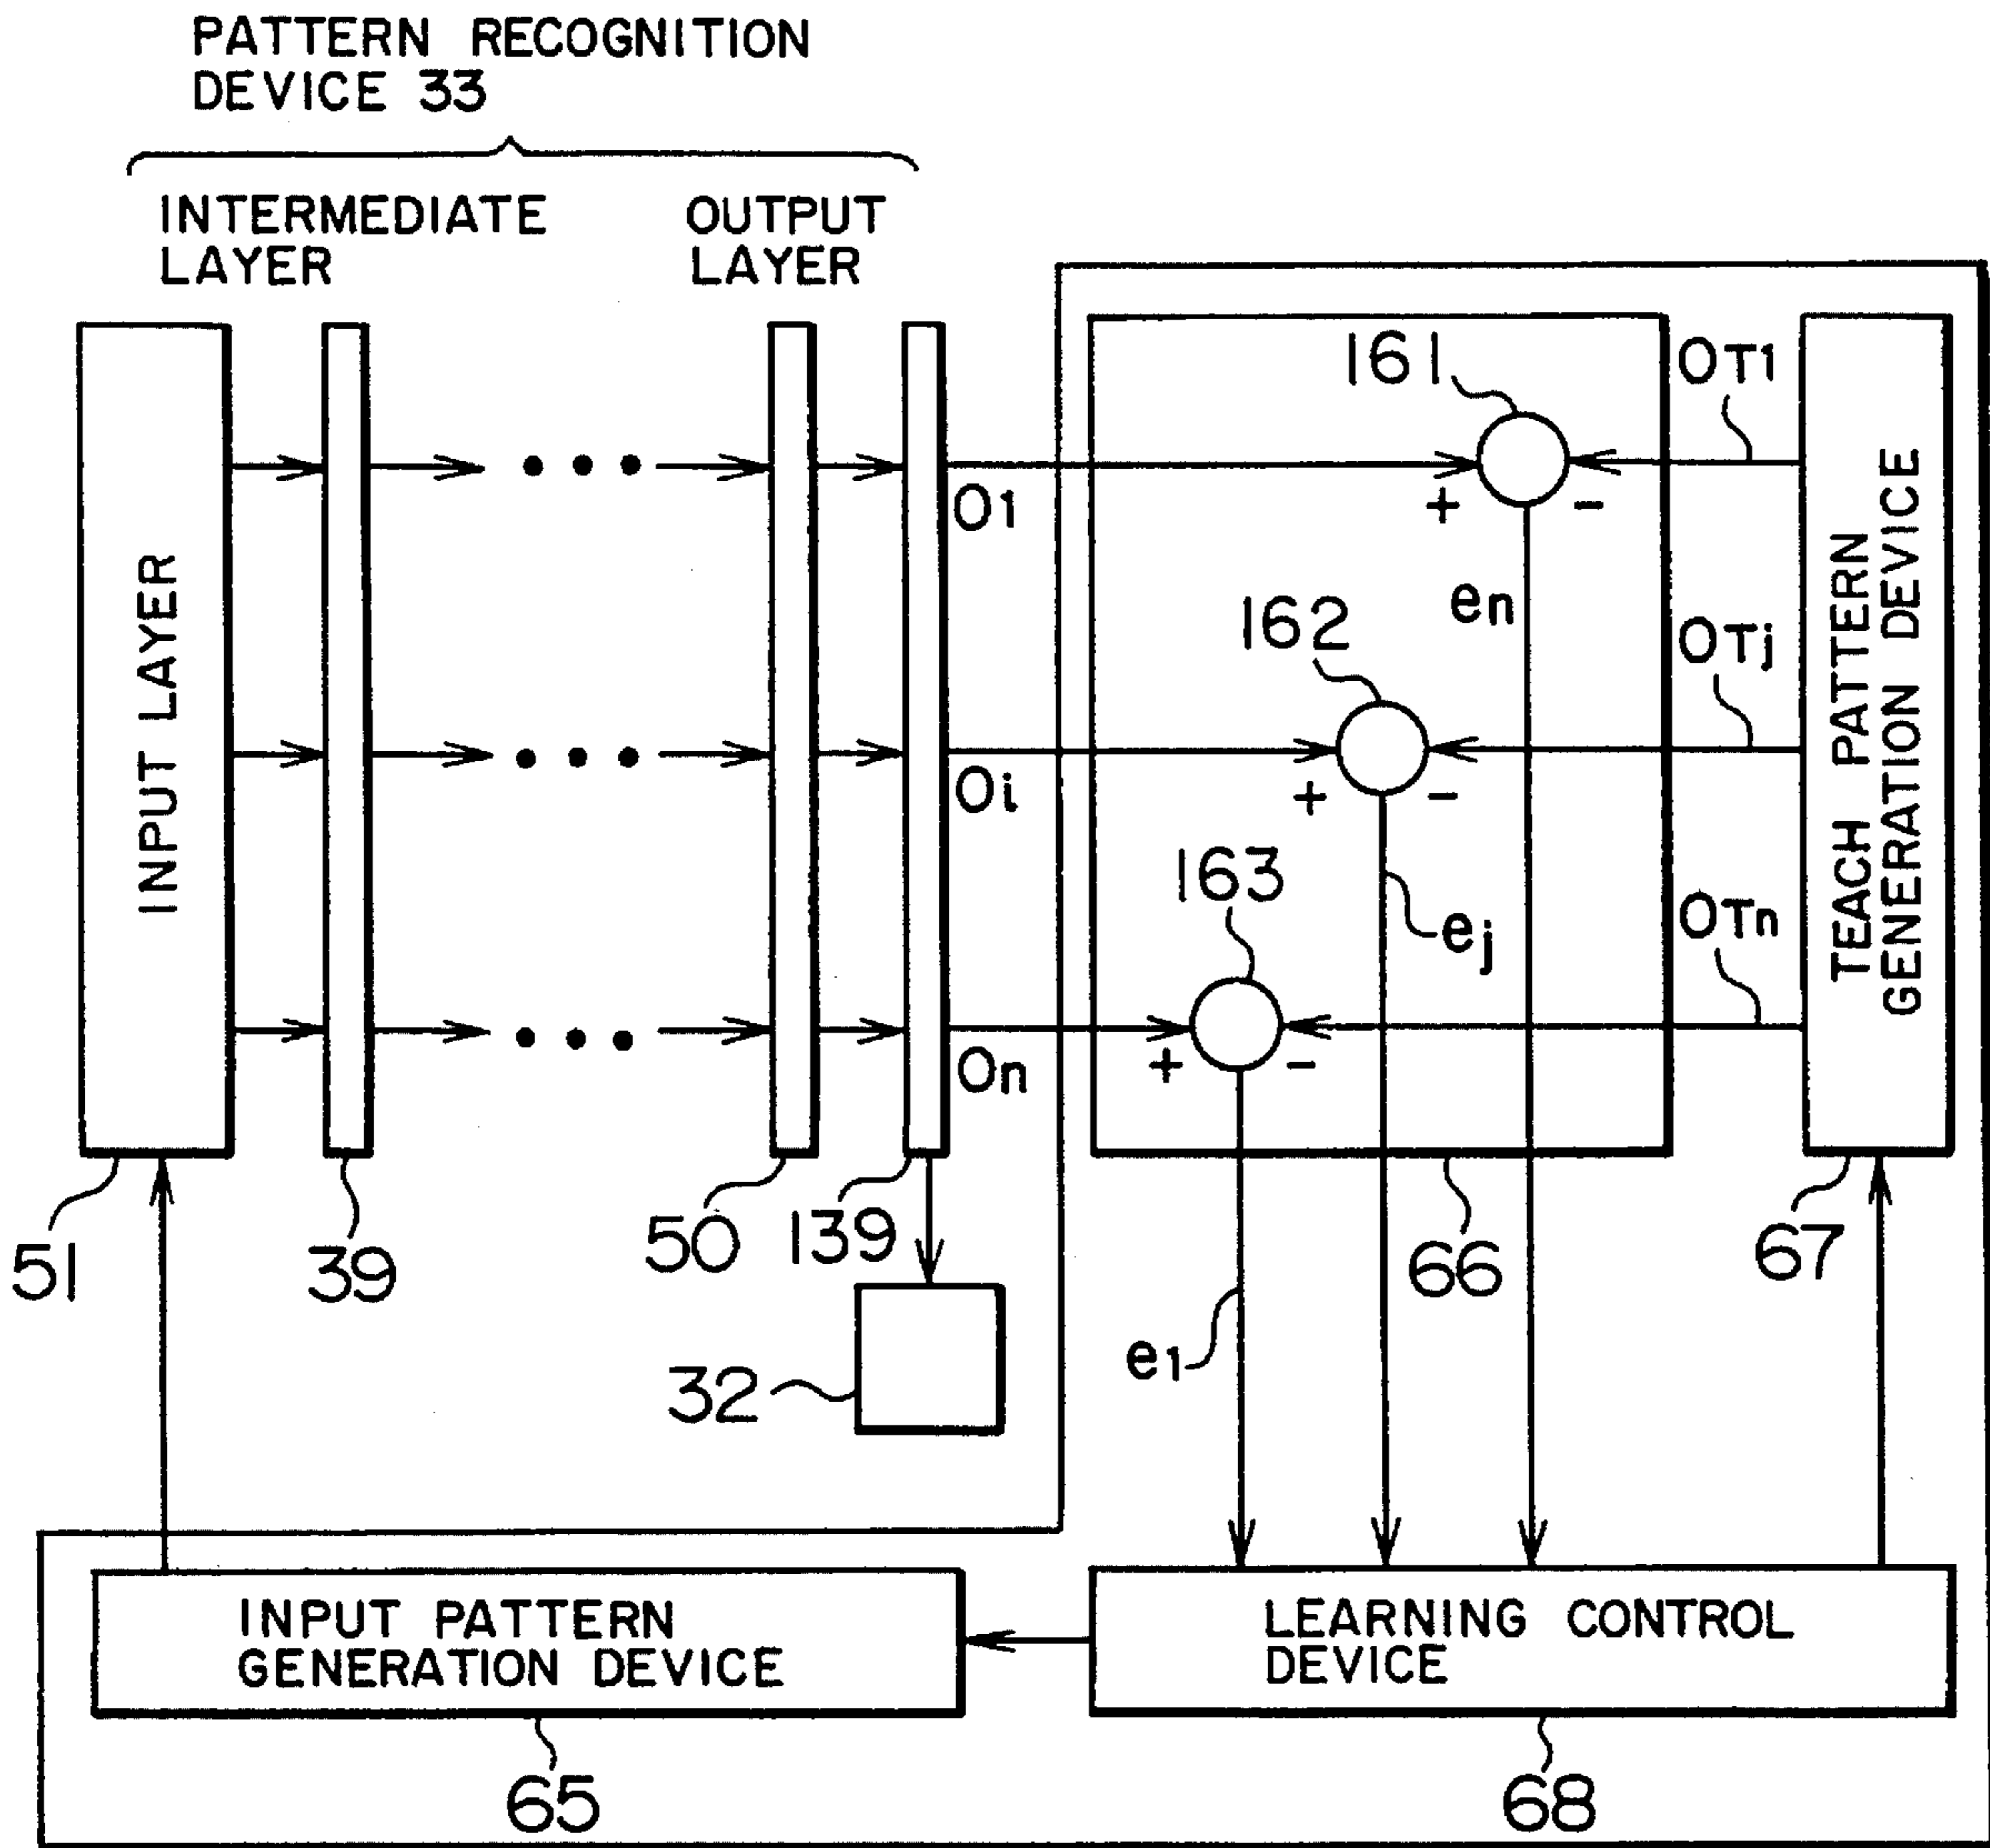 PATTERN RECOGNITION
DEVICE 33
INTERMEDIATE
LAYER
OUTPUT
LAYER
INPUT LAYER
161
OT1
O1
+
-
en
162
OTj
Oi
+
-
163
ej
OTn
On
+
-
TEACH PATTERN
GENERATION DEVICE
51
39
50
139
66
67
32
e1
INPUT PATTERN
GENERATION DEVICE
LEARNING CONTROL
DEVICE
65
68